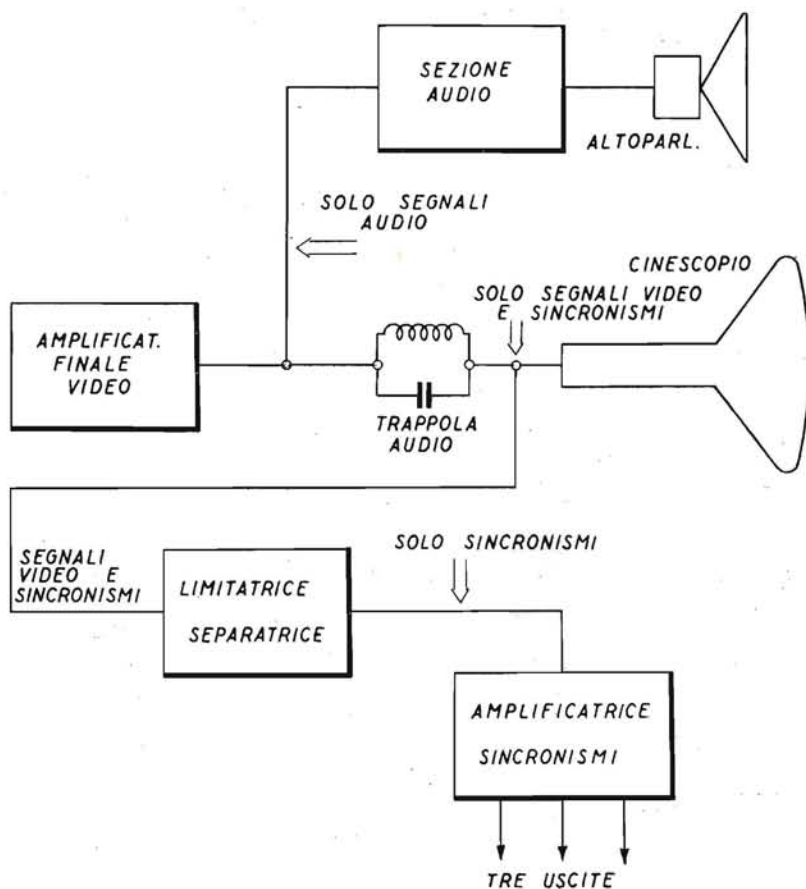 SEZIONE
AUDIO
ALTOPARL.
SOLO SEGNALI
AUDIO
CINESCOPIO
SOLO SEGNALI VIDEO
E SINCRONISMI
AMPLIFICAT.
FINALE
VIDEO
TRAPPOLA
AUDIO
SEGNALI
VIDEO E
SINCRONISMI
SOLO SINCRONISMI
LIMITATRICE
SEPARATRICE
AMPLIFICATRICE
SINCRONISMI
TRE USCITE